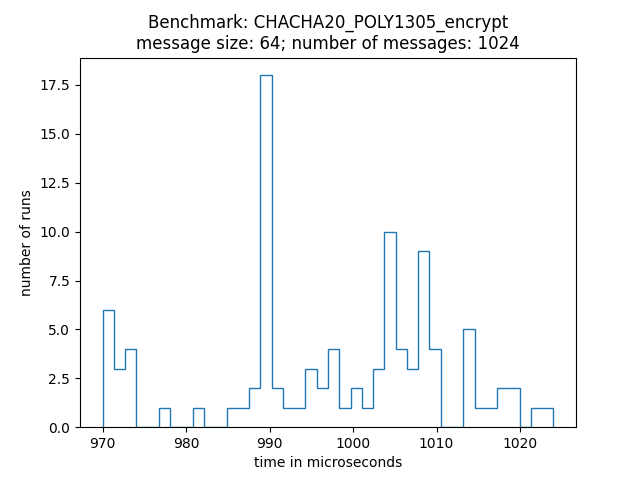 Benchmark: CHACHA20_POLY1305_encrypt
message size: 64; number of messages: 1024
17.5
15.0
12.5
10.0
7.5
5.0
2.5
0.0
number of runs
970 980 990 1000 1010 1020
time in microseconds